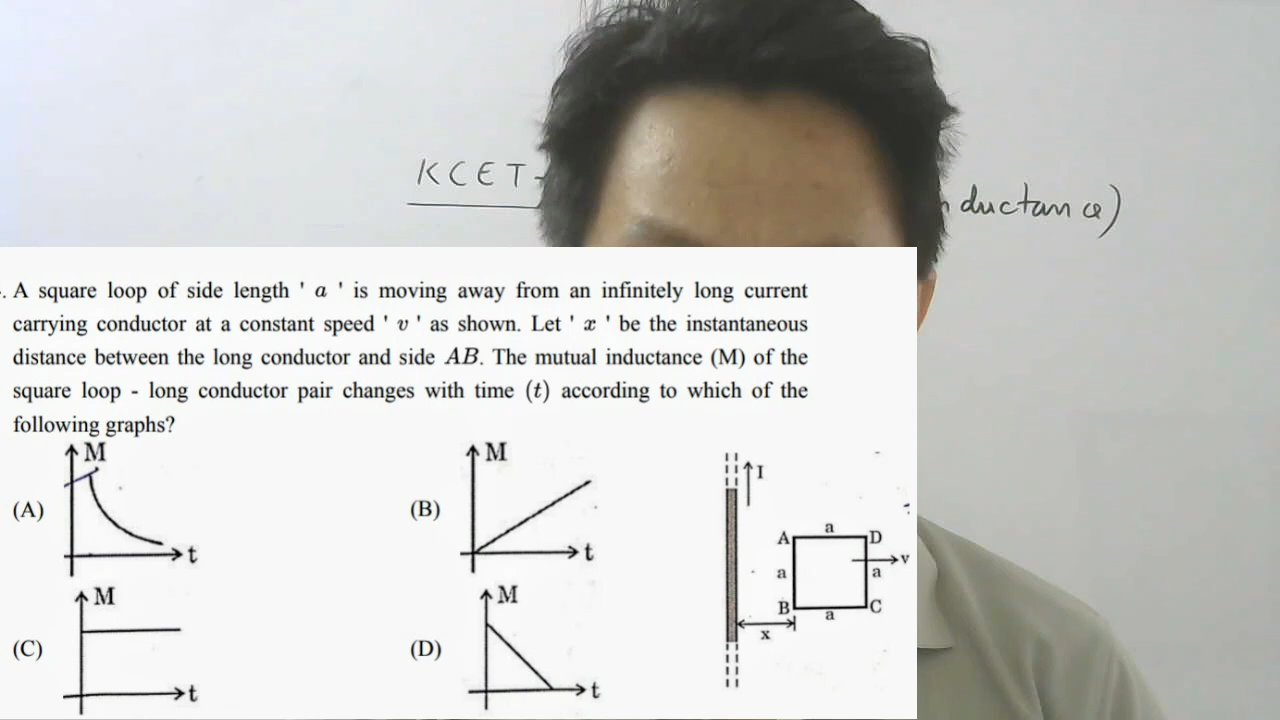 KCET-
ductance)
. A square loop of side length ' a ' is moving away from an infinitely long current
carrying conductor at a constant speed ' v ' as shown. Let ' x ' be the instantaneous
distance between the long conductor and side AB. The mutual inductance (M) of the
square loop - long conductor pair changes with time (t) according to which of the
following graphs?
(A) M t
(B) M t
(C) M t
(D) M t
I
A a D
v
a a
B a C
x